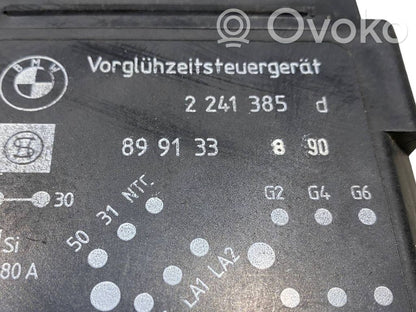 Ovoko
BMW
Vorglühzeitsteuergerät
2 241 385 d
89 91 33 8 90
30
50 31 NTC
G2 G4 G6
Si
80 A
LA1 LA2